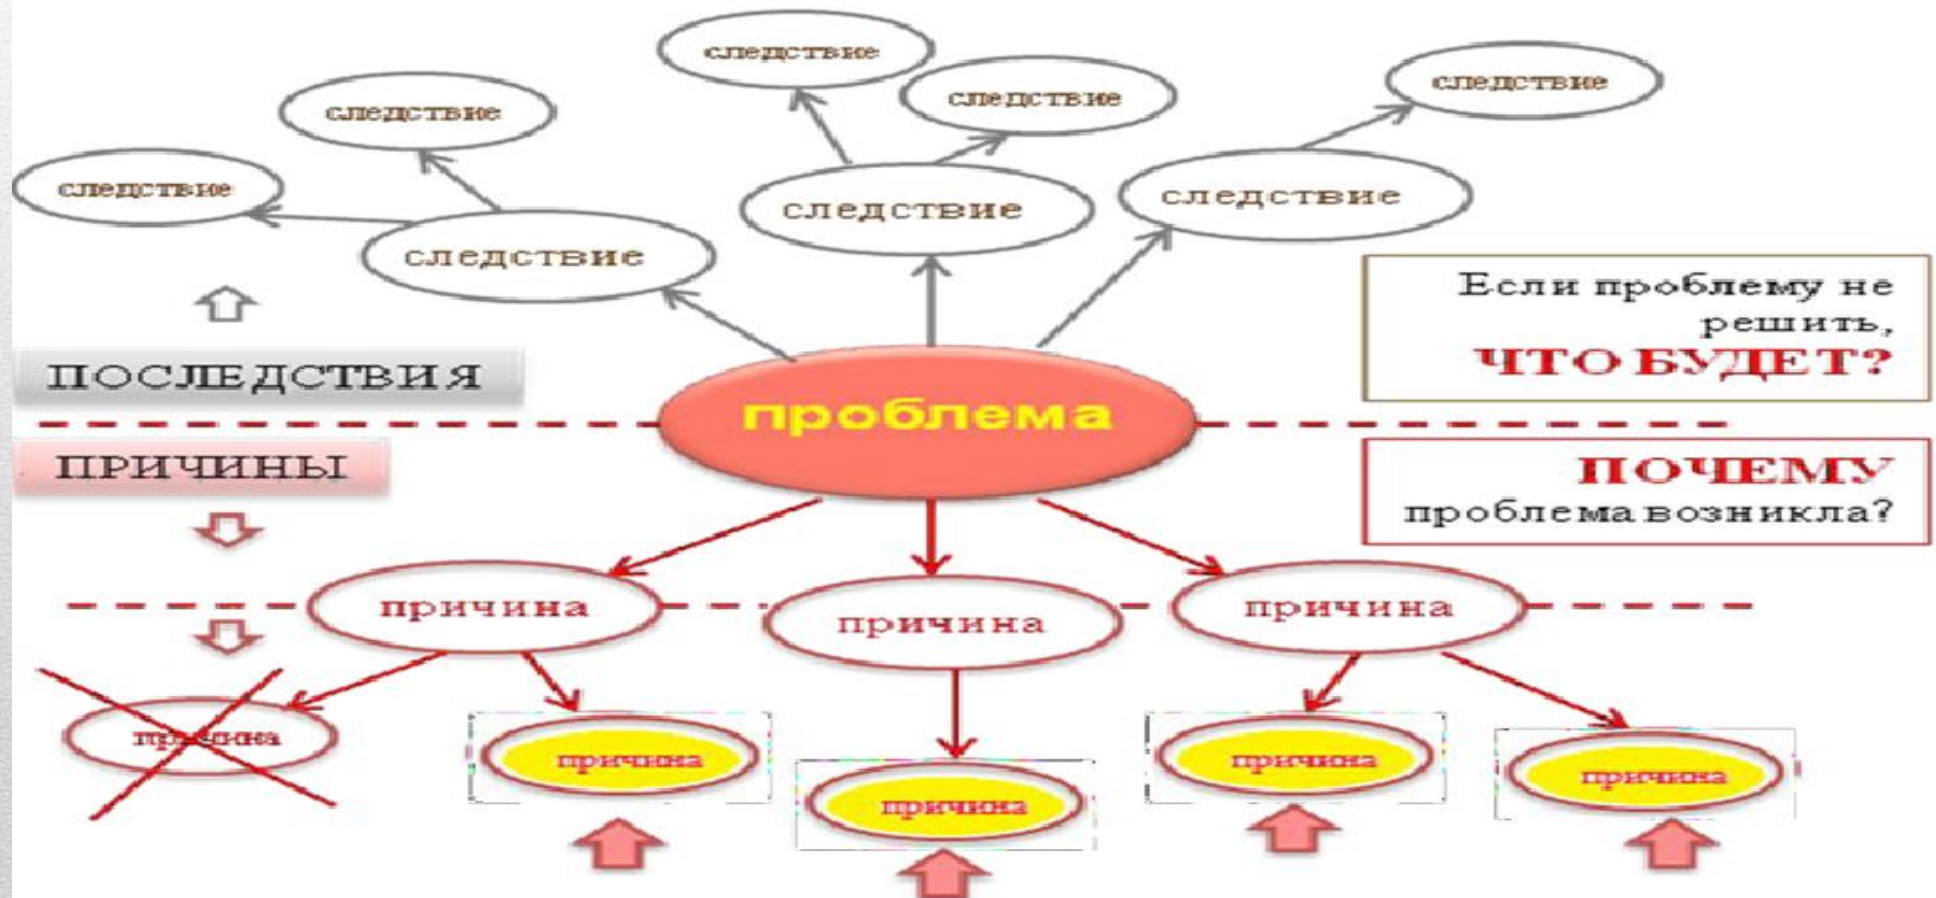 следствие
следствие
следствие
следствие
следствие
следствие
следствие
следствие
Если проблему не
решить,
ЧТО БУДЕТ?
ПОСЛЕДСТВИЯ
проблема
ПРИЧИНЫ
ПОЧЕМУ
проблема возникла?
причина
причина
причина
причина
причина
причина
причина
причина